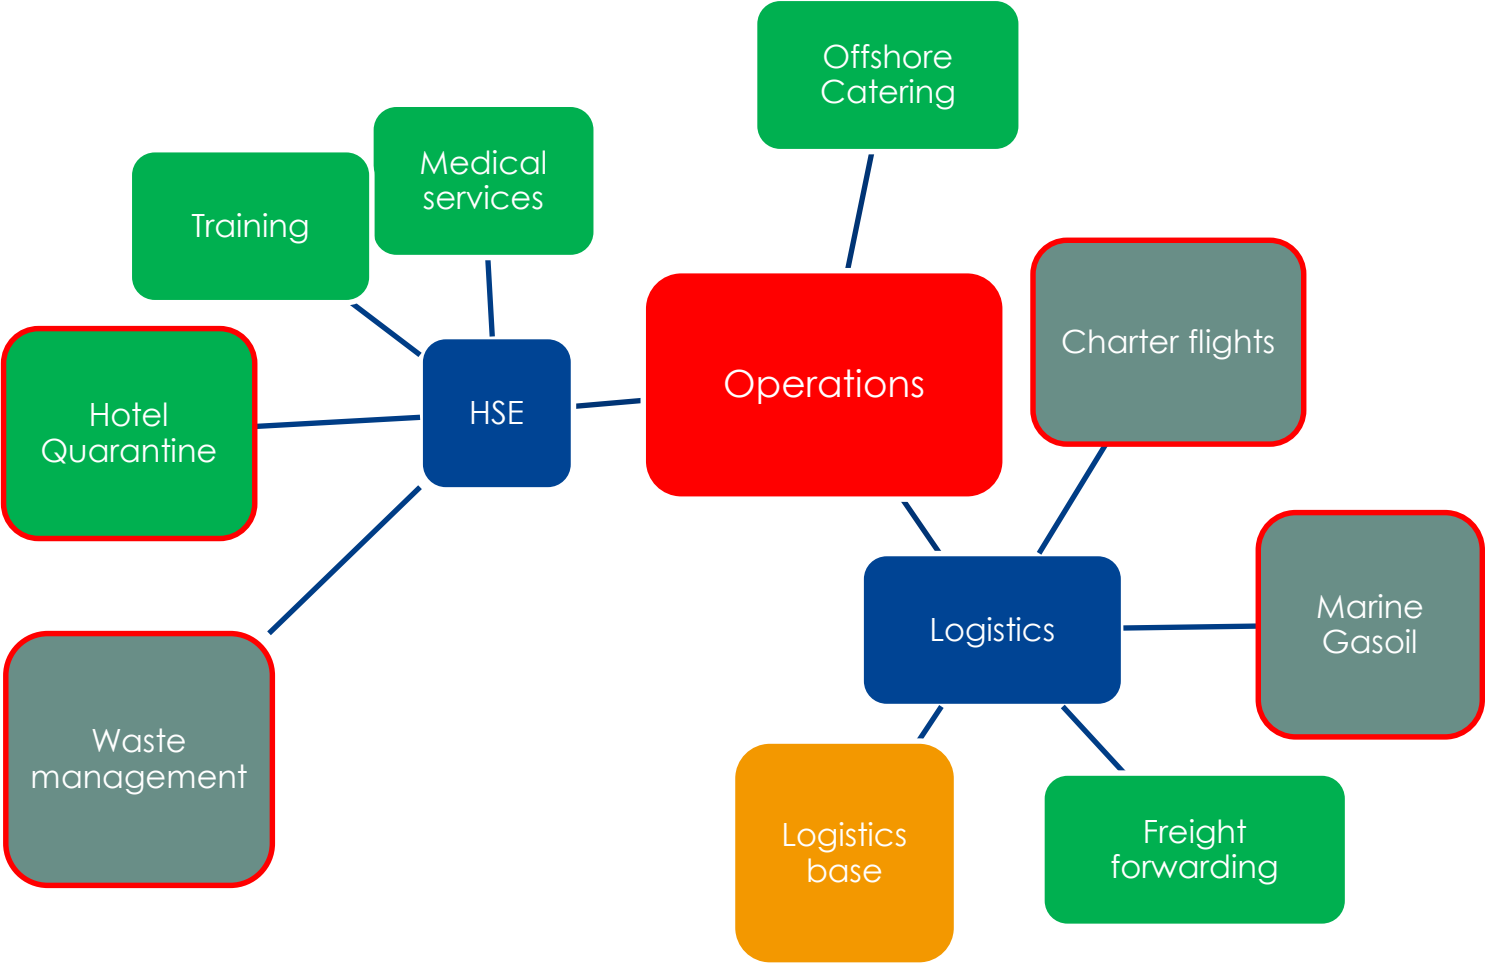 Offshore
Catering
Medical
services
Training
Charter flights
Operations
HSE
Hotel
Quarantine
Marine
Gasoil
Logistics
Waste
management
Logistics
base
Freight
forwarding